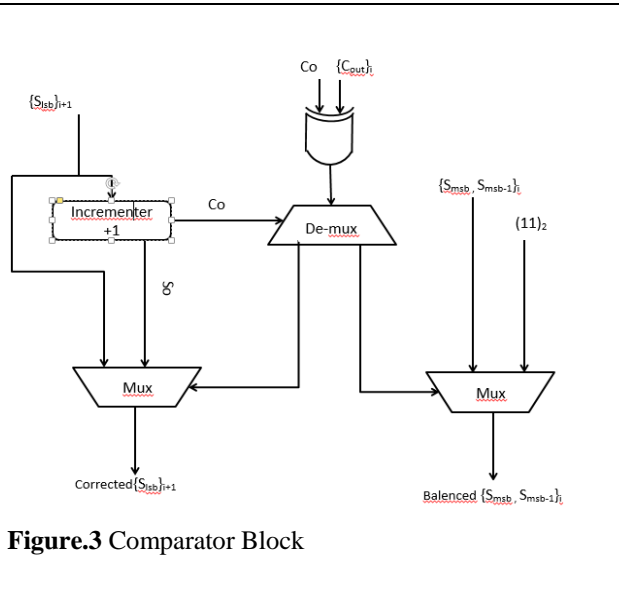 Co {Cout}i
{Slsb}i+1
{Smsb , Smsb-1}i
Incrementer
+1
Co
(11)2
De-mux
So
Mux
Mux
Corrected{Slsb}i+1
Balenced {Smsb , Smsb-1}i
Figure.3 Comparator Block